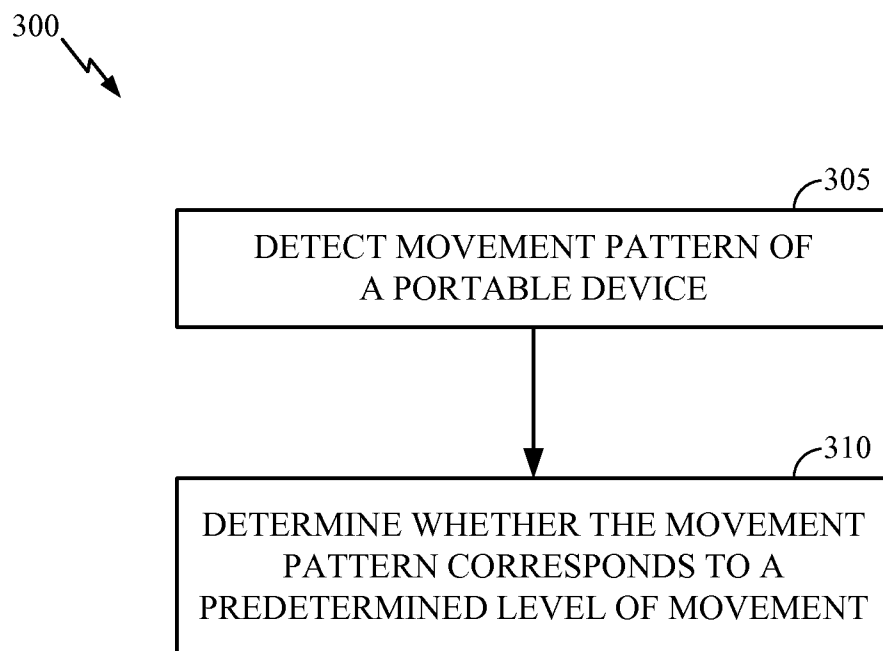 300
305
DETECT MOVEMENT PATTERN OF
A PORTABLE DEVICE
310
DETERMINE WHETHER THE MOVEMENT
PATTERN CORRESPONDS TO A
PREDETERMINED LEVEL OF MOVEMENT